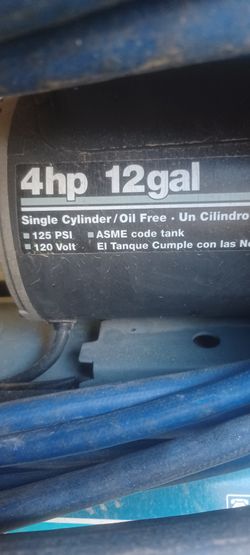 4hp 12gal
Single Cylinder/Oil Free · Un Cilindro
■ 125 PSI ■ ASME code tank
■ 120 Volt El Tanque Cumple con las No